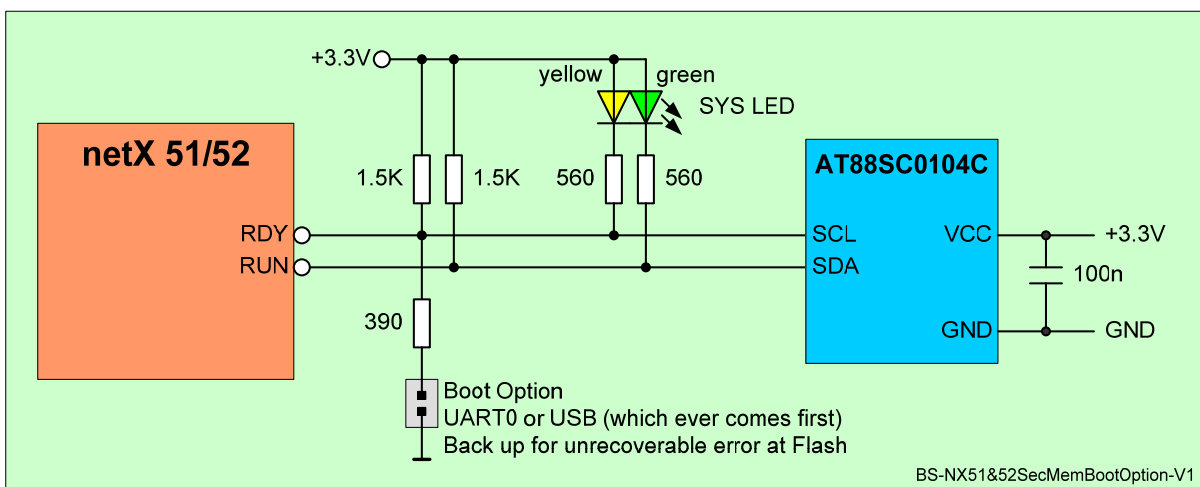 +3.3V
yellow green
SYS LED
netX 51/52
1.5K 1.5K 560 560
AT88SC0104C
RDY
RUN
SCL VCC +3.3V
SDA
100n
390
GND GND
Boot Option
UART0 or USB (which ever comes first)
Back up for unrecoverable error at Flash
BS-NX51&52SecMemBootOption-V1